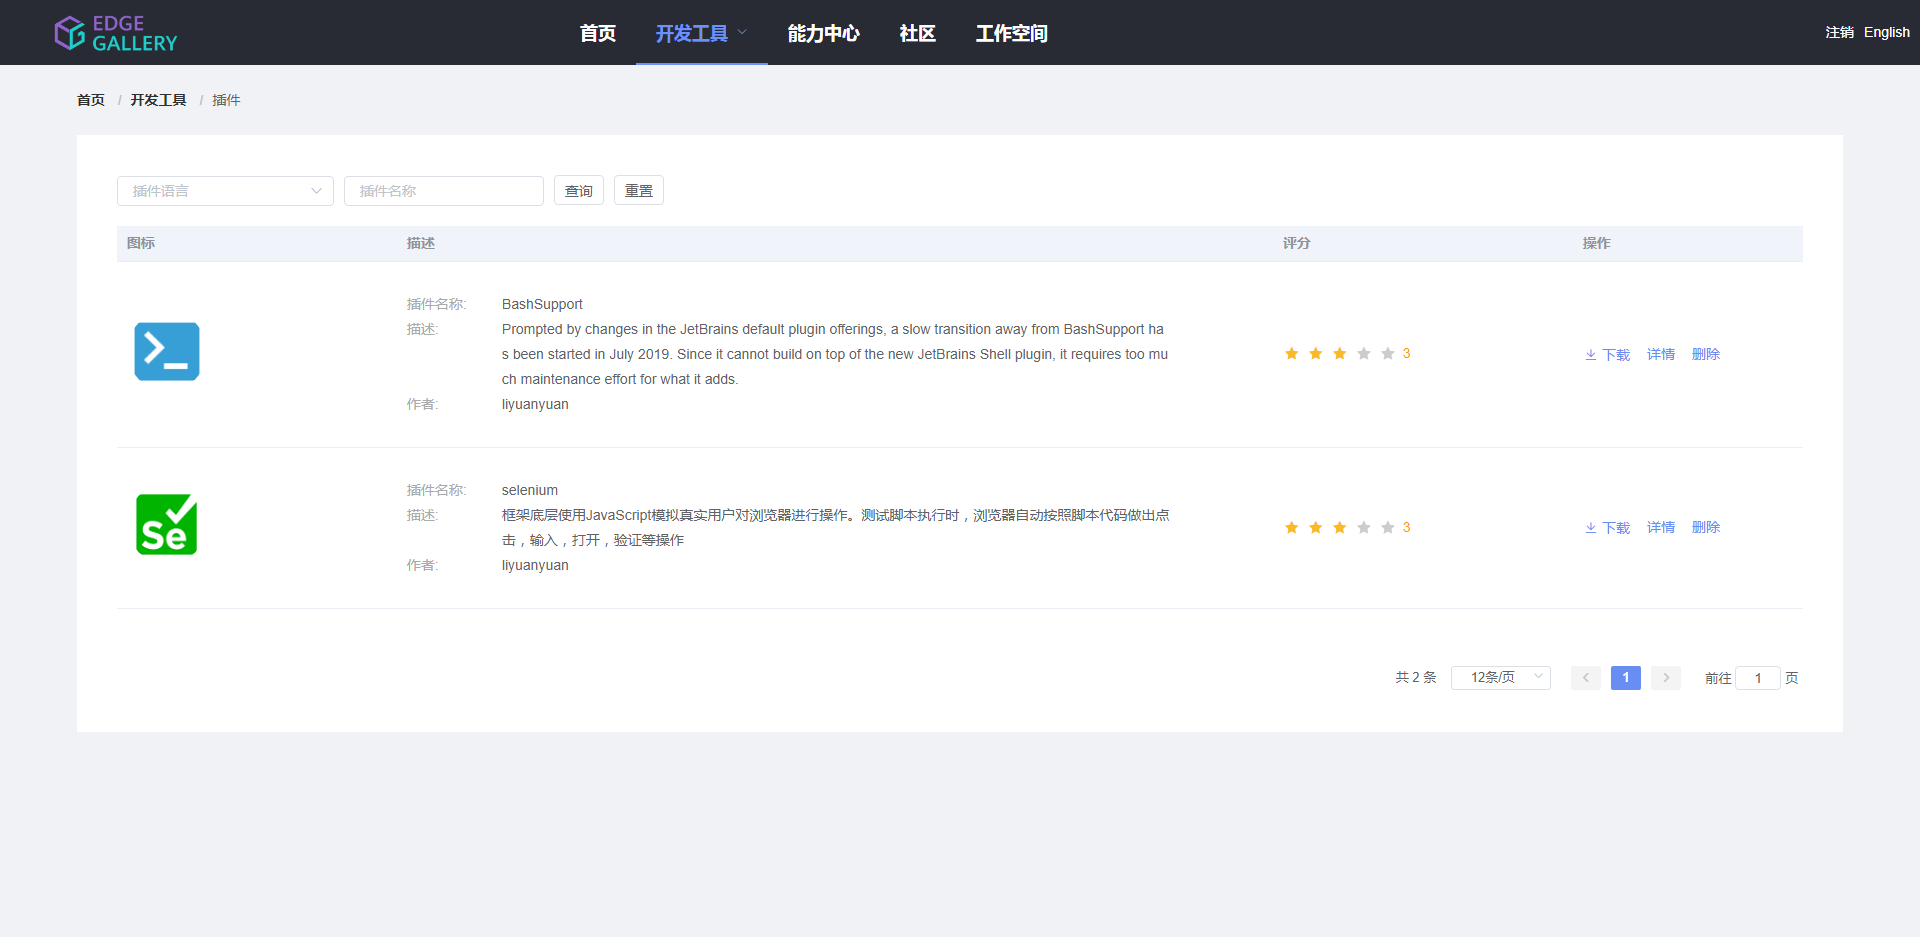 EDGE
GALLERY
首页 开发工具 能力中心 社区 工作空间
注销 English
首页 / 开发工具 / 插件
插件语言 插件名称 查询 重置
图标 描述 评分 操作
插件名称: BashSupport
描述: Prompted by changes in the JetBrains default plugin offerings, a slow transition away from BashSupport ha
s been started in July 2019. Since it cannot build on top of the new JetBrains Shell plugin, it requires too mu
ch maintenance effort for what it adds.
作者: liyuanyuan
3
下载 详情 删除
Se
插件名称: selenium
描述: 框架底层使用JavaScript模拟真实用户对浏览器进行操作。测试脚本执行时，浏览器自动按照脚本代码做出点
击，输入，打开，验证等操作
作者: liyuanyuan
3
下载 详情 删除
共 2 条 12条/页 1 前往 1 页